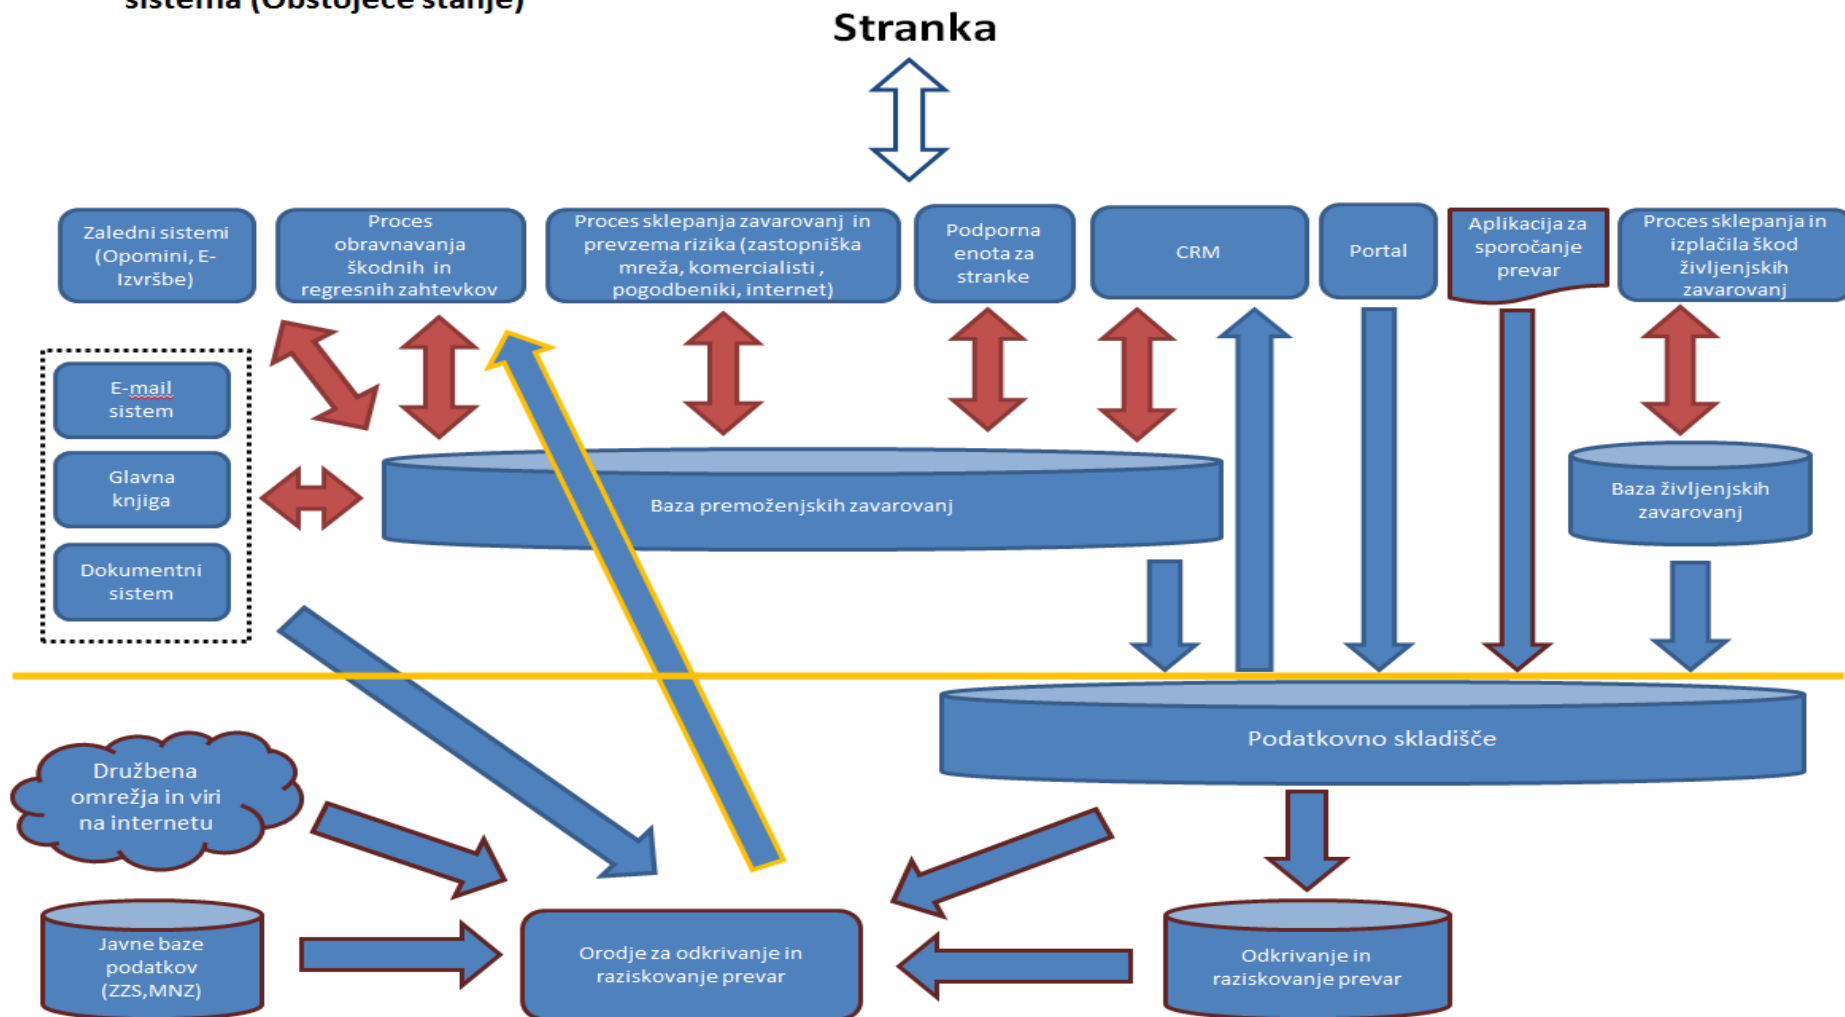 sistema (Obstoječe stanje)
Stranka
Zaledni sistemi
(Opomini, E-
Izvršbe)
Proces
obravnavanja
škodnih in
regresnih zahtevkov
Proces sklepanja zavarovanj in
prevzema rizika (zastopniška
mreža, komercialisti,
pogodbeniki, internet)
Podporna
enota za
stranke
CRM
Portal
Aplikacija za
sporočanje
prevar
Proces sklepanja in
izplačila škod
življenjskih
zavarovanj
E-mail
sistem
Glavna
knjiga
Dokumentni
sistem
Baza premoženjskih zavarovanj
Baza življenjskih
zavarovanj
Podatkovno skladišče
Družbena
omrežja in viri
na internetu
Javne baze
podatkov
(ZZS,MNZ)
Orodje za odkrivanje in
raziskovanje prevar
Odkrivanje in
raziskovanje prevar